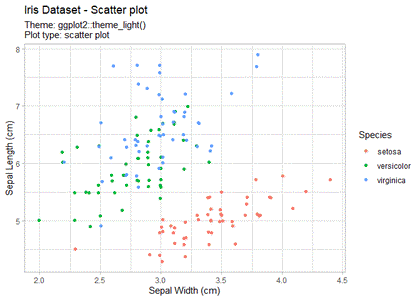 Iris Dataset - Scatter plot
Theme: ggplot2::theme_light()
Plot type: scatter plot
8
7
6
5
Sepal Length (cm)
2.0 2.5 3.0 3.5 4.0 4.5
Sepal Width (cm)
Species
setosa
versicolor
virginica